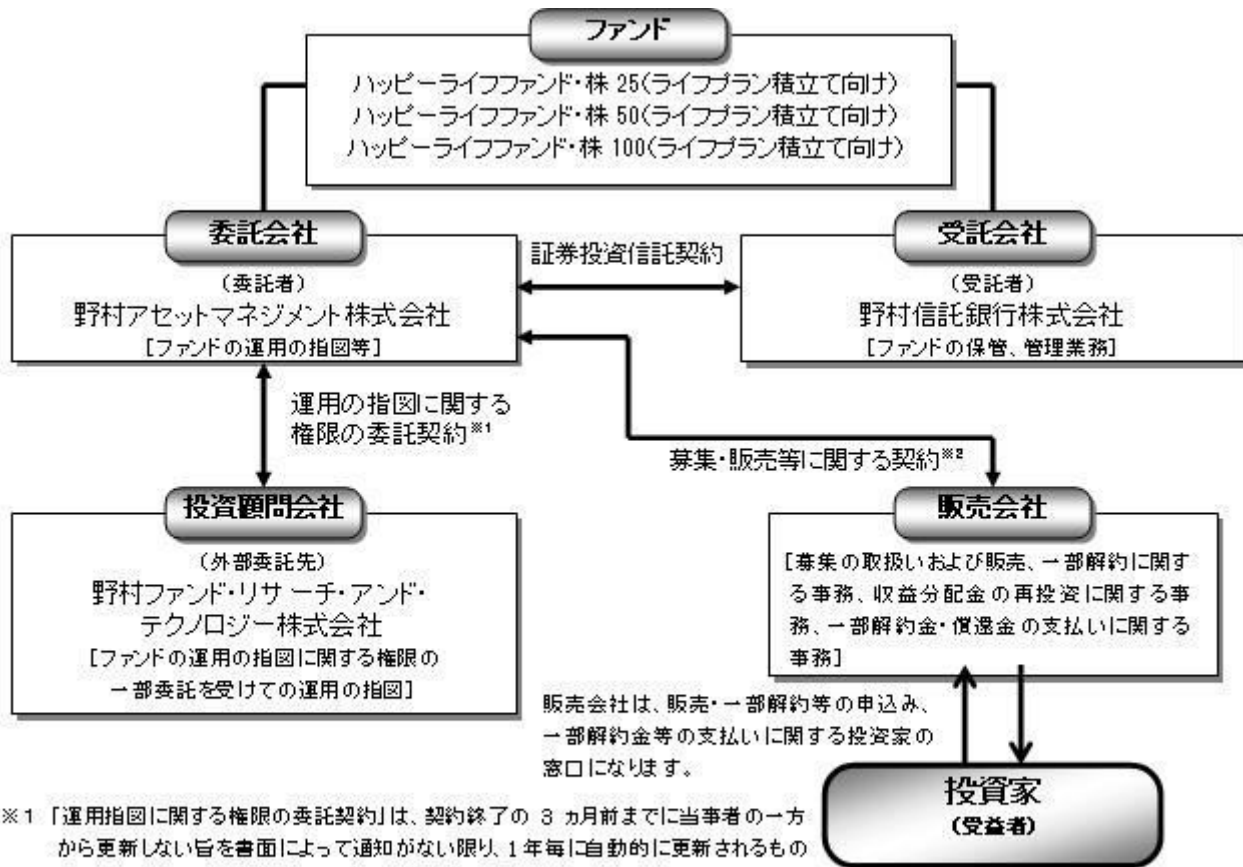 ファンド
ハッピーライフファンド・株 25(ライフプラン積立て向け)
ハッピーライフファンド・株 50(ライフプラン積立て向け)
ハッピーライフファンド・株 100(ライフプラン積立て向け)
委託会社
(委託者)
野村アセットマネジメント株式会社
[ファンドの運用の指図等]
証券投資信託契約
受託会社
(受託者)
野村信託銀行株式会社
[ファンドの保管、管理業務]
運用の指図に関する
権限の委託契約※1
募集・販売等に関する契約※2
投資顧問会社
(外部委託先)
野村ファンド・リサーチ・アンド・
テクノロジー株式会社
[ファンドの運用の指図に関する権限の
一部委託を受けての運用の指図]
販売会社
[募集の取扱いおよび販売、一部解約に関す
る事務、収益分配金の再投資に関する事
務、一部解約金・償還金の支払いに関する
事務]
販売会社は、販売・一部解約等の申込み、
一部解約金等の支払いに関する投資家の
窓口になります。
投資家
(受益者)
※1 「運用指図に関する権限の委託契約」は、契約終了の 3 ヵ月前までに当事者の一方
から更新しない旨を書面によって通知がない限り、1年毎に自動的に更新されるもの